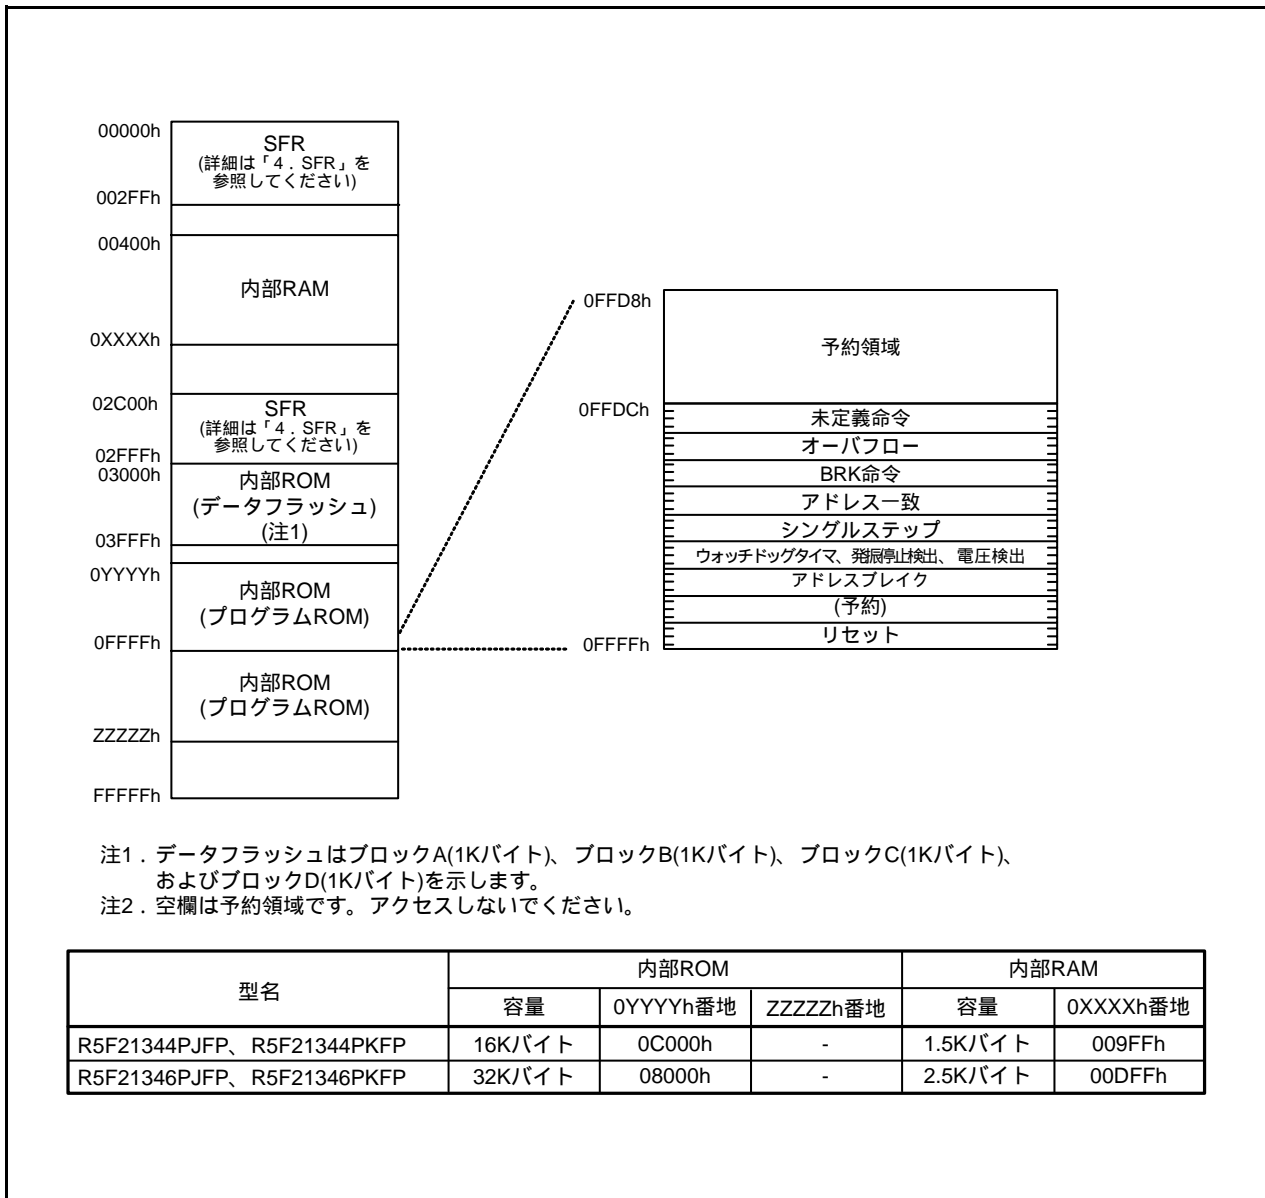 00000h
SFR
(詳細は「4．SFR」を
参照してください)
002FFh
00400h
内部RAM
0XXXXh
02C00h
SFR
(詳細は「4．SFR」を
参照してください)
02FFFh
03000h
内部ROM
(データフラッシュ)
(注1)
03FFFh
0YYYYh
内部ROM
(プログラムROM)
0FFFFh
内部ROM
(プログラムROM)
ZZZZZh
FFFFFh
0FFD8h
予約領域
0FFDCh
未定義命令
オーバフロー
BRK命令
アドレス一致
シングルステップ
ウォッチドッグタイマ、発振停止検出、電圧検出
アドレスブレイク
(予約)
リセット
0FFFFh
注1．データフラッシュはブロックA(1Kバイト)、ブロックB(1Kバイト)、ブロックC(1Kバイト)、
およびブロックD(1Kバイト)を示します。
注2．空欄は予約領域です。アクセスしないでください。
型名 内部ROM 内部RAM
容量 0YYYYh番地 ZZZZZh番地 容量 0XXXXh番地
R5F21344PJFP、R5F21344PKFP 16Kバイト 0C000h - 1.5Kバイト 009FFh
R5F21346PJFP、R5F21346PKFP 32Kバイト 08000h - 2.5Kバイト 00DFFh